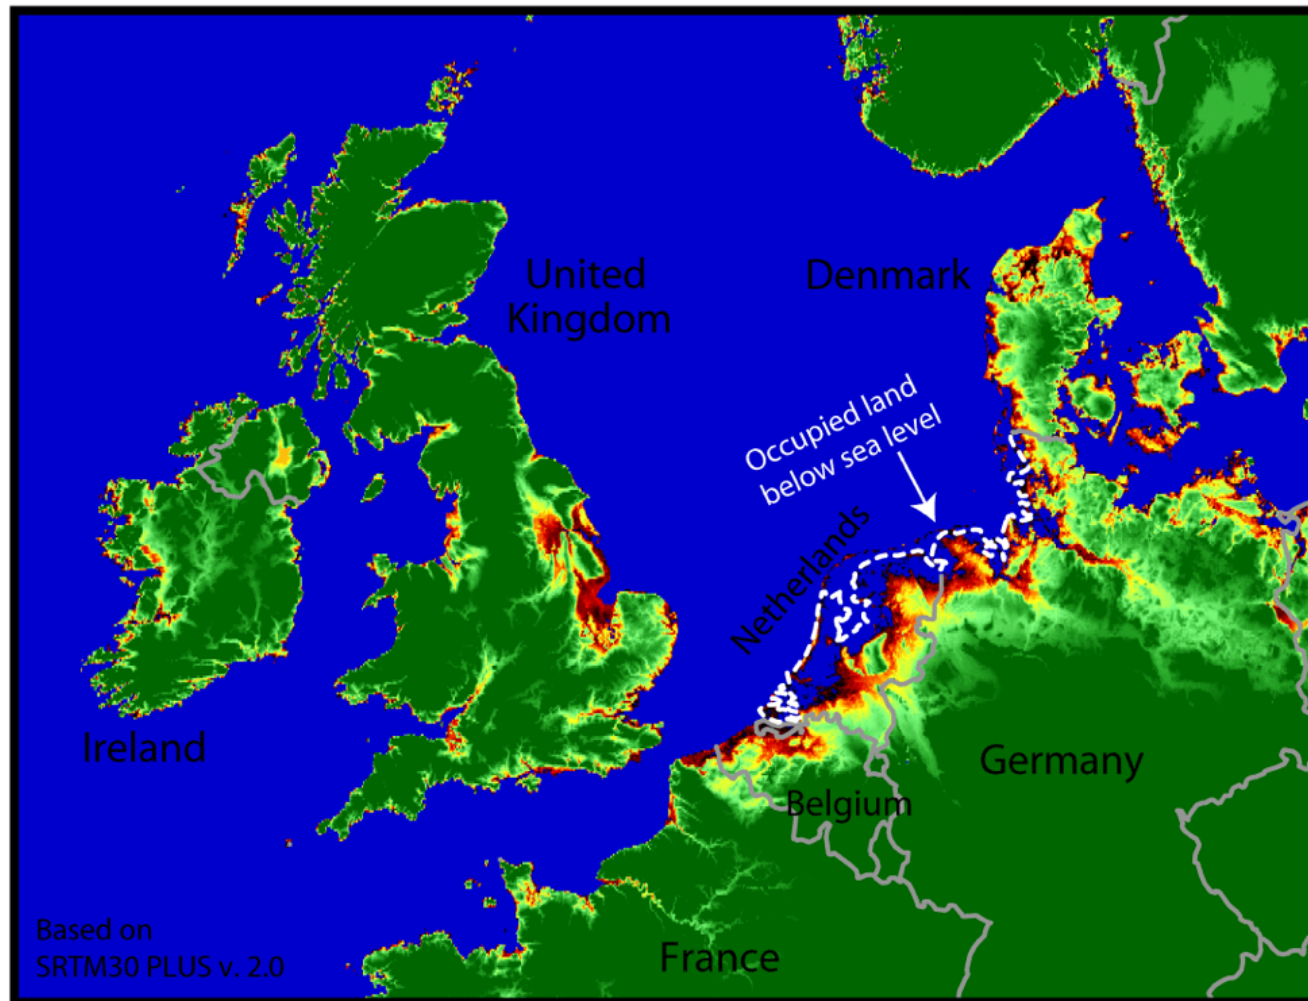 United
Kingdom
Denmark
Occupied land
below sea level
Netherlands
Ireland
Germany
Belgium
France
Based on
SRTM30 PLUS v. 2.0